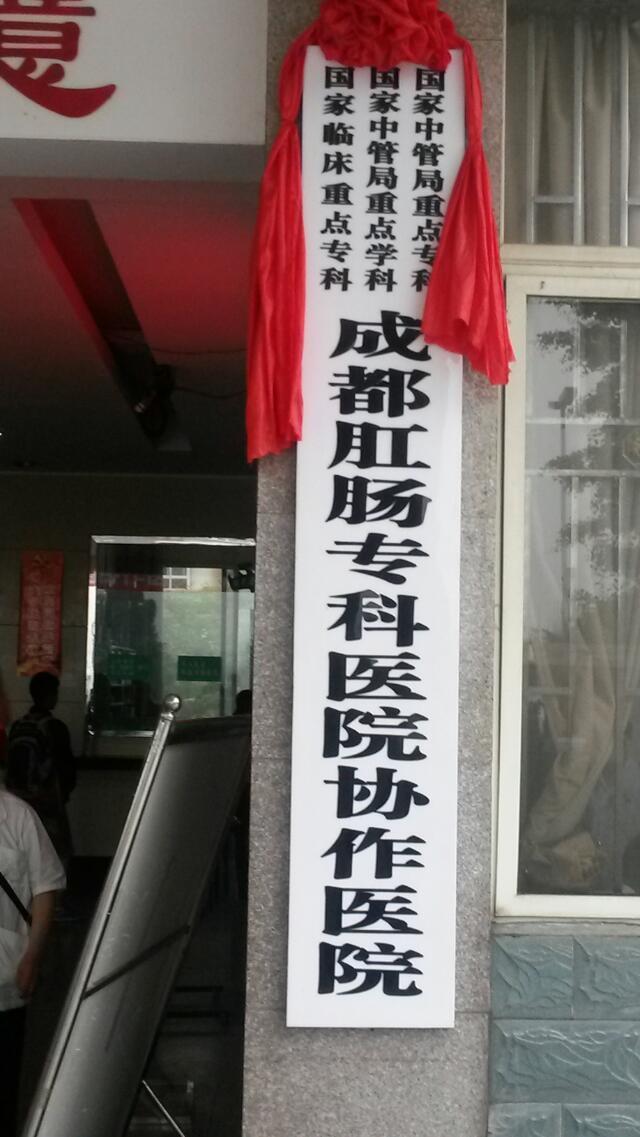 意
国家中管局重点专科
国家中管局重点学科
国家临床重点专科
成都肛肠专科医院协作医院